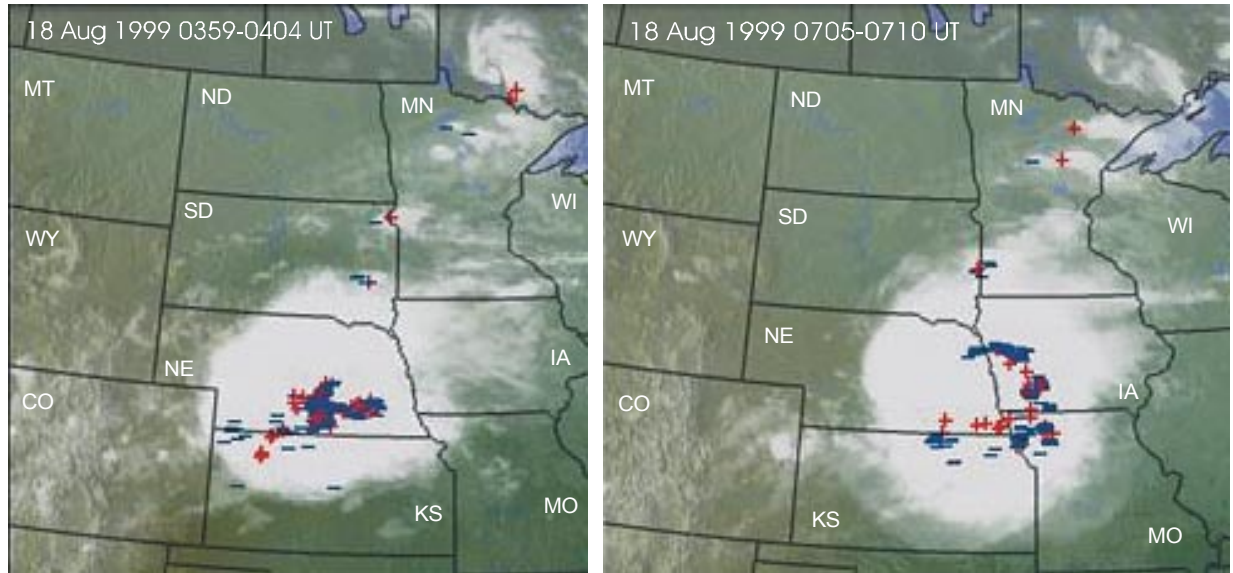 18 Aug 1999 0359-0404 UT
MT
ND
MN
SD
WI
WY
NE
IA
CO
KS
MO
18 Aug 1999 0705-0710 UT
MT
ND
MN
SD
WI
WY
NE
IA
CO
KS
MO